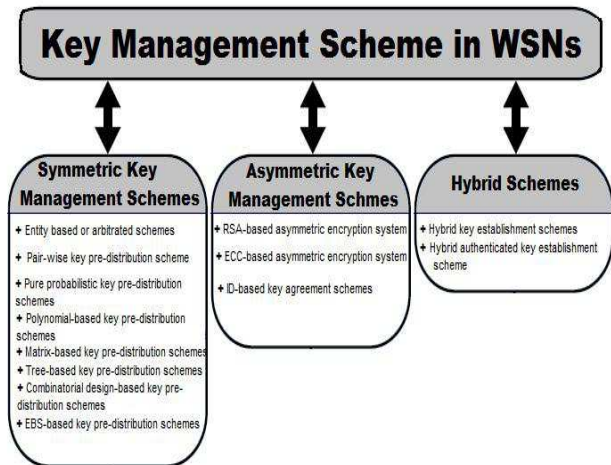 Key Management Scheme in WSNs
Symmetric Key
Management Schemes
+ Entity based or arbitrated schemes
+ Pair-wise key pre-distribution scheme
+ Pure probabilistic key pre-distribution
schemes
+ Polynomial-based key pre-distribution
schemes
+ Matrix-based key pre-distribution schemes
+ Tree-based key pre-distribution schemes
+ Combinatorial design-based key pre-
distribution schemes
+ EBS-based key pre-distribution schemes
Asymmetric Key
Management Schmes
+ RSA-based asymmetric encryption system
+ ECC-based asymmetric encryption system
+ ID-based key agreement schemes
Hybrid Schemes
+ Hybrid key establishment schemes
+ Hybrid authenticated key establishment
scheme